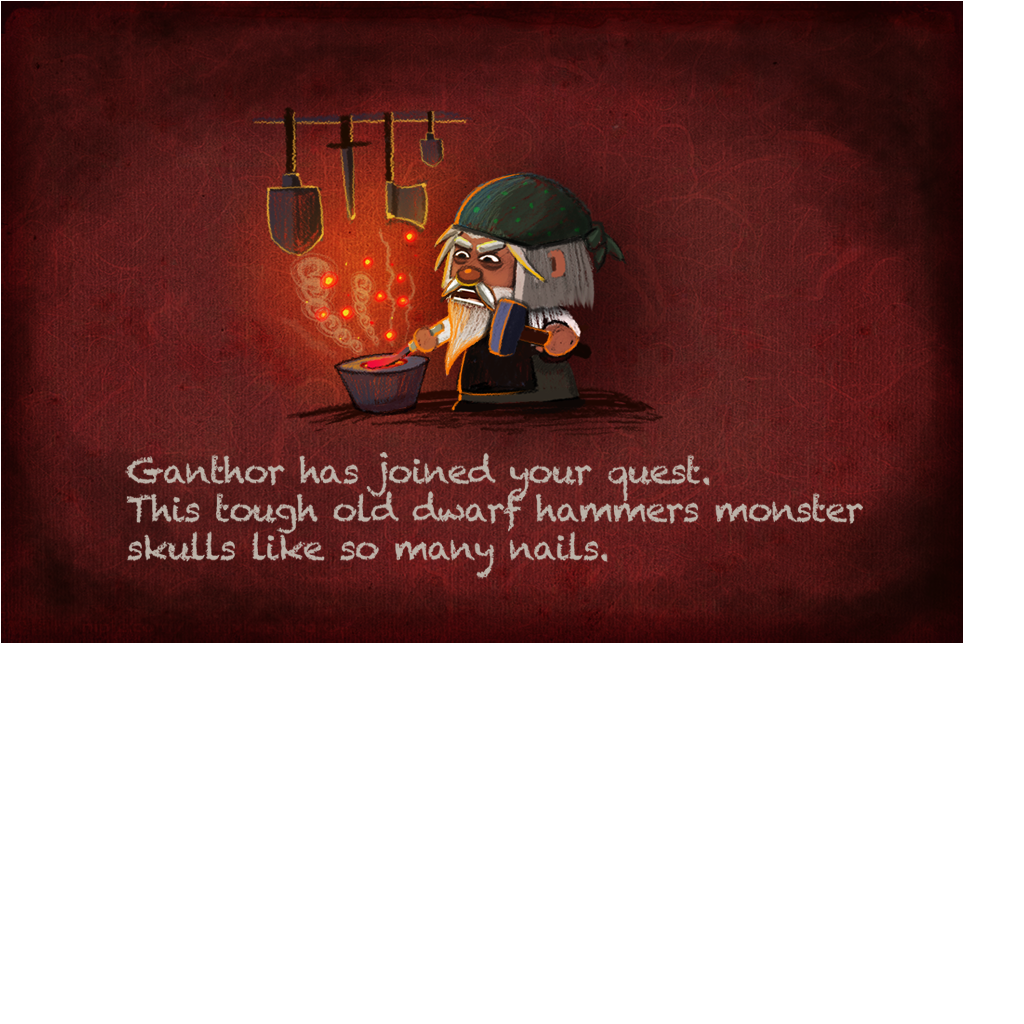 Ganthor has joined your quest.
This tough old dwarf hammers monster
skulls like so many nails.